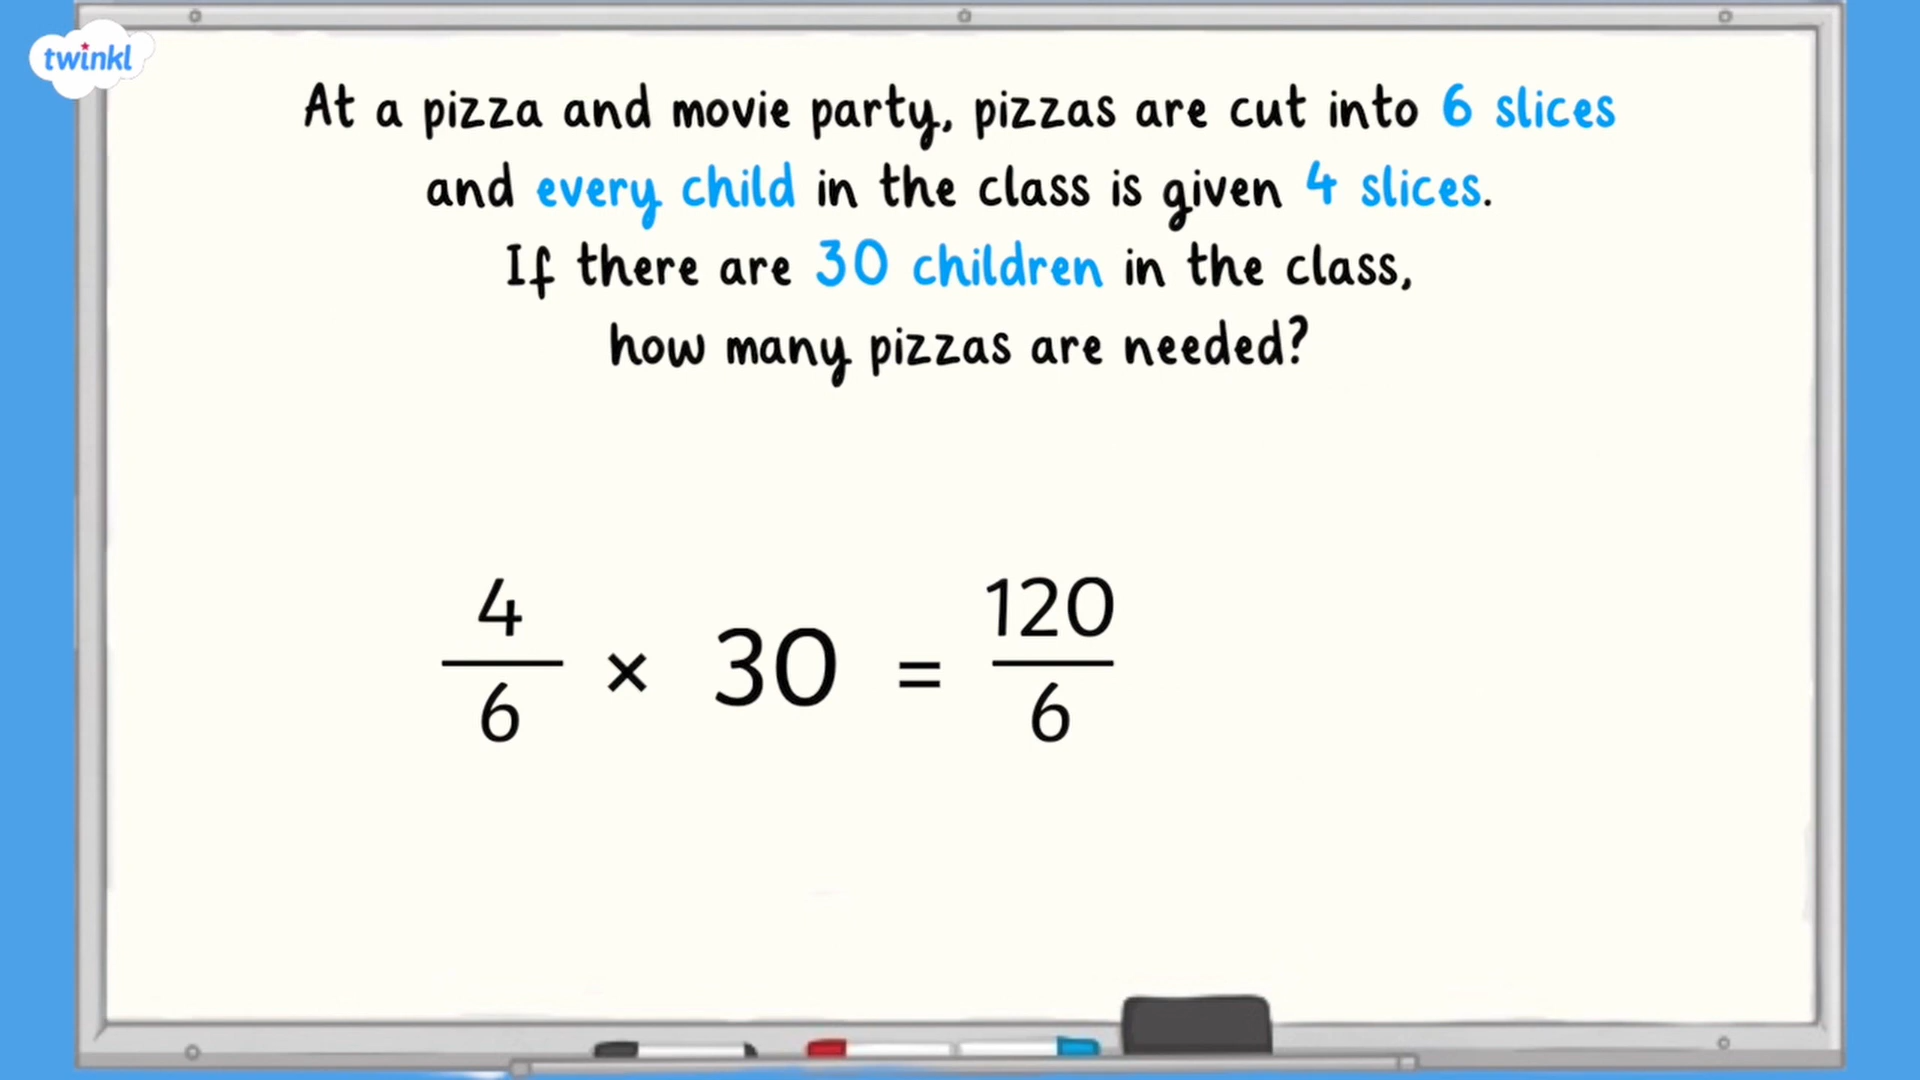 twinkl
At a pizza and movie party, pizzas are cut into 6 slices
and every child in the class is given 4 slices.
If there are 30 children in the class,
how many pizzas are needed?
4/6 × 30 = 120/6